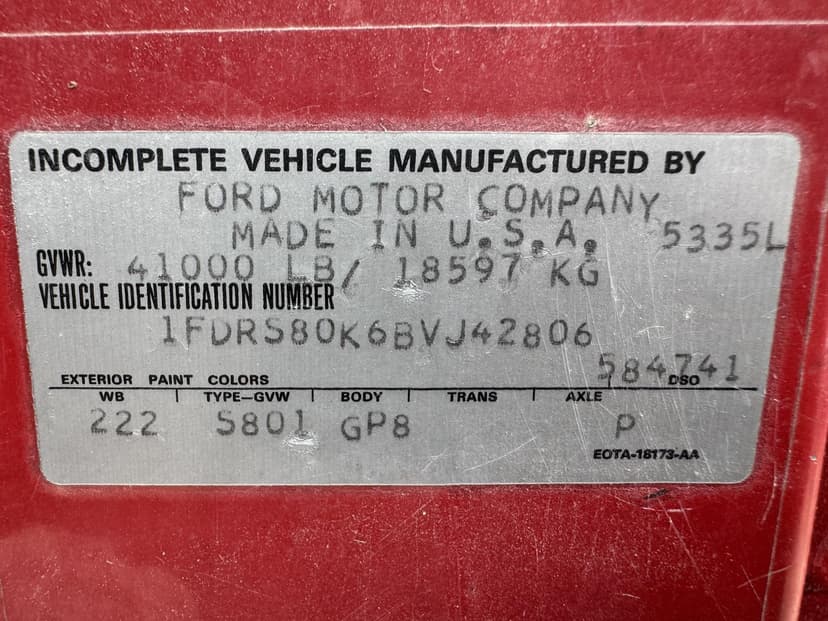 INCOMPLETE VEHICLE MANUFACTURED BY
FORD MOTOR COMPANY
MADE IN U.S.A. 5335L
GVWR: 41000 LB/ 18597 KG
VEHICLE IDENTIFICATION NUMBER
1FDRS80K6BVJ42806
584741
EXTERIOR PAINT COLORS DSO
WB TYPE-GVW BODY TRANS AXLE
222 S801 GP8 P
EOTA-18173-AA